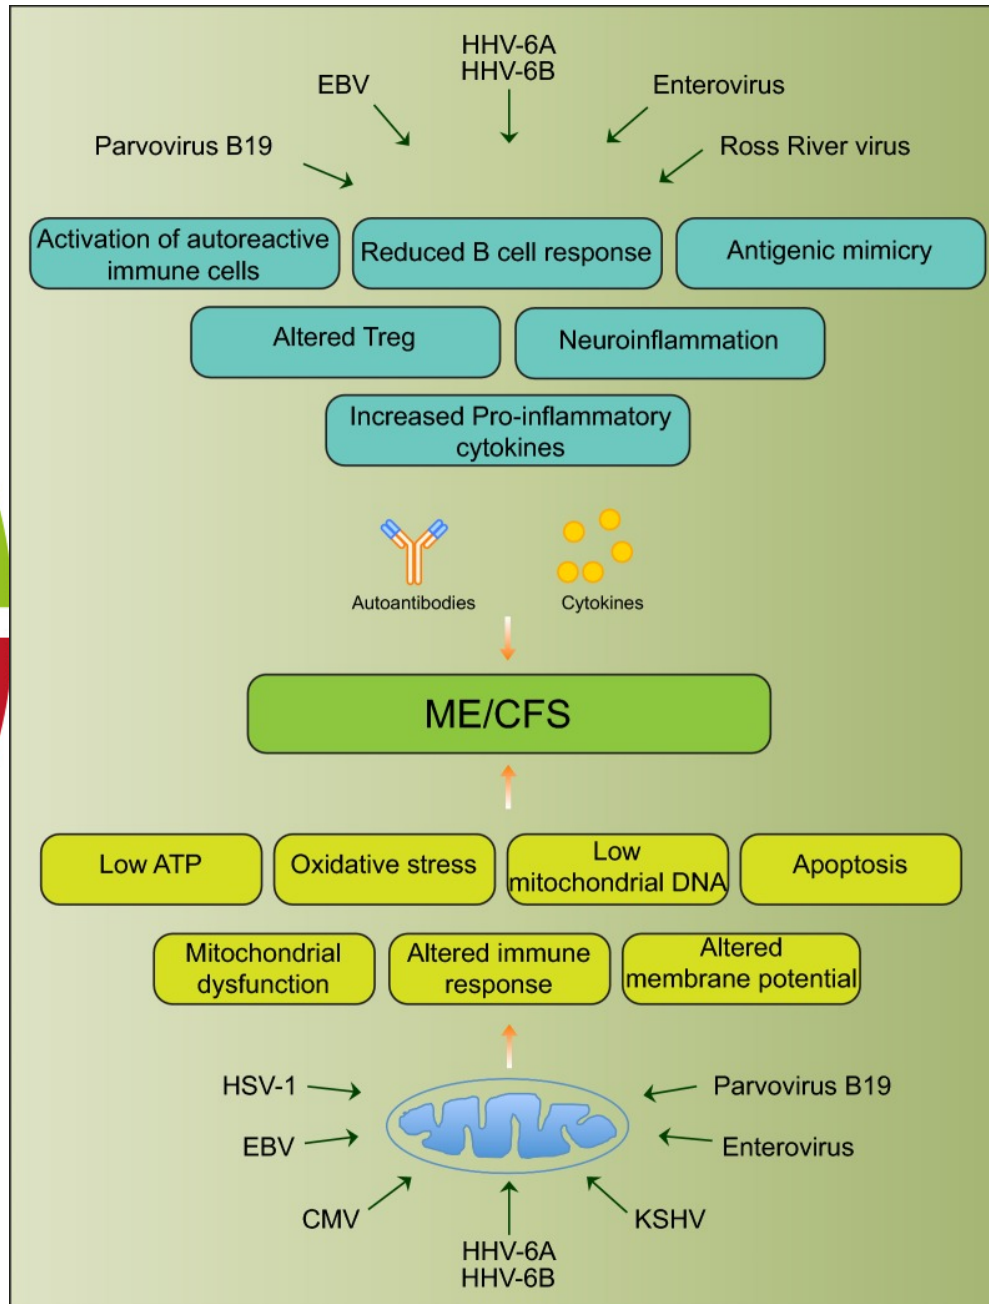 HHV-6A
HHV-6B
EBV
Enterovirus
Parvovirus B19
Ross River virus
Activation of autoreactive
immune cells
Reduced B cell response
Antigenic mimicry
Altered Treg
Neuroinflammation
Increased Pro-inflammatory
cytokines
Autoantibodies
Cytokines
ME/CFS
Low ATP
Oxidative stress
Low
mitochondrial DNA
Apoptosis
Mitochondrial
dysfunction
Altered immune
response
Altered
membrane potential
HSV-1
Parvovirus B19
EBV
Enterovirus
CMV
KSHV
HHV-6A
HHV-6B